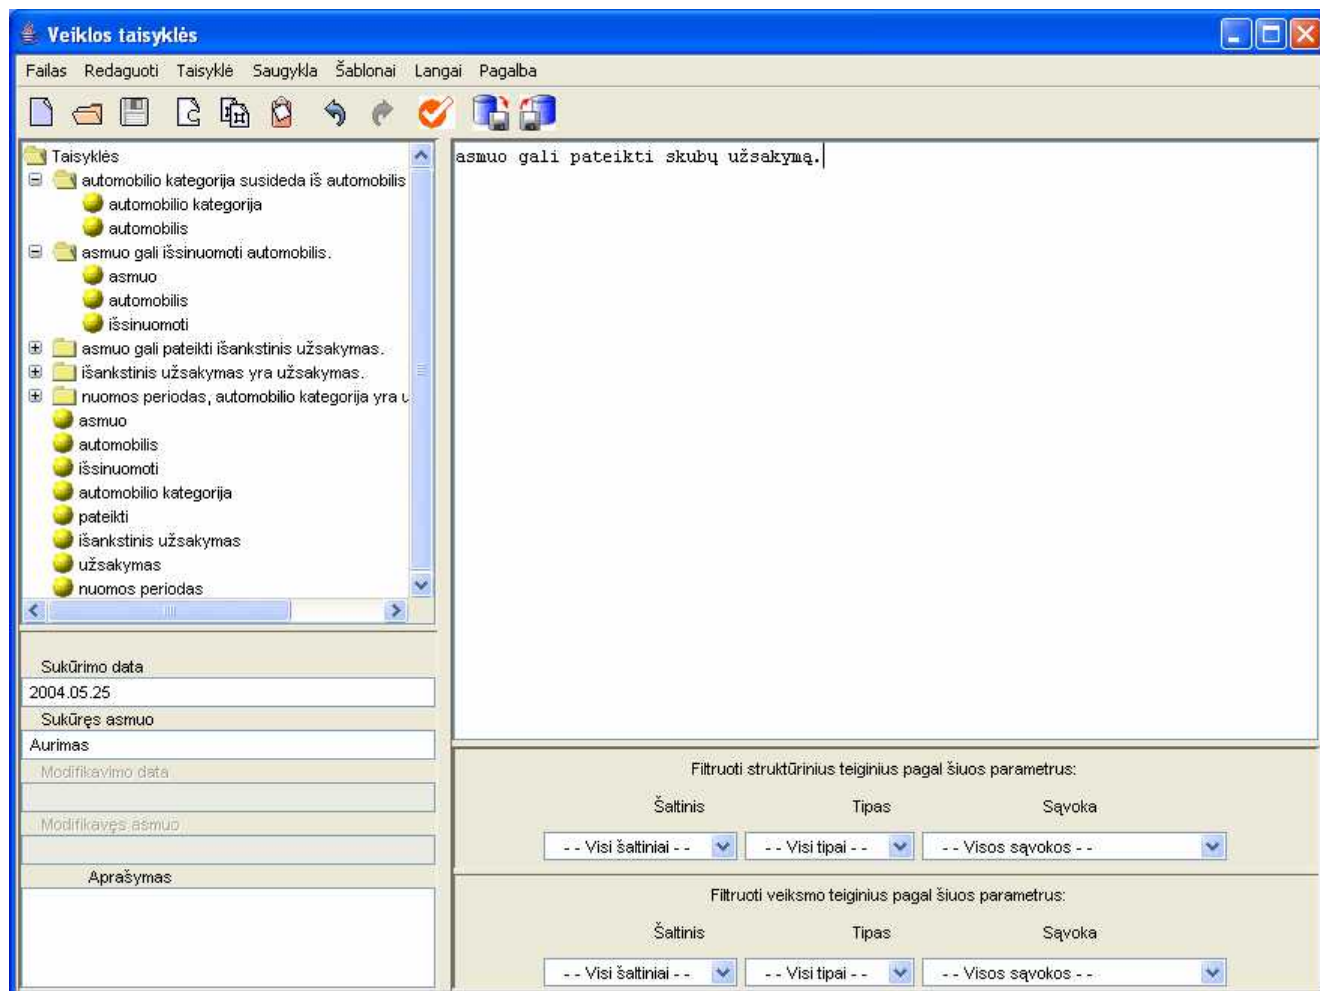 Veiklos taisyklės
Failas Redaguoti Taisyklė Saugykla Šablonai Langai Pagalba
Taisyklės
automobilio kategorija susideda iš automobilis
automobilio kategorija
automobilis
asmuo gali išsinuomoti automobilis.
asmuo
automobilis
išsinuomoti
asmuo gali pateikti išankstinis užsakymas.
išankstinis užsakymas yra užsakymas.
nuomos periodas, automobilio kategorija yra
asmuo
automobilis
išsinuomoti
automobilio kategorija
pateikti
išankstinis užsakymas
užsakymas
nuomos periodas
asmuo gali pateikti skubų užsakymą.
Sukūrimo data
2004.05.25
Sukūręs asmuo
Aurimas
Modifikavimo data
Modifikavęs asmuo
Aprašymas
Filtruoti struktūrinius teiginius pagal šiuos parametrus:
Šaltinis Tipas Sąvoka
- - Visi šaltiniai - - - - Visi tipai - - - - Visos sąvokos - -
Filtruoti veiksmo teiginius pagal šiuos parametrus:
Šaltinis Tipas Sąvoka
- - Visi šaltiniai - - - - Visi tipai - - - - Visos sąvokos - -